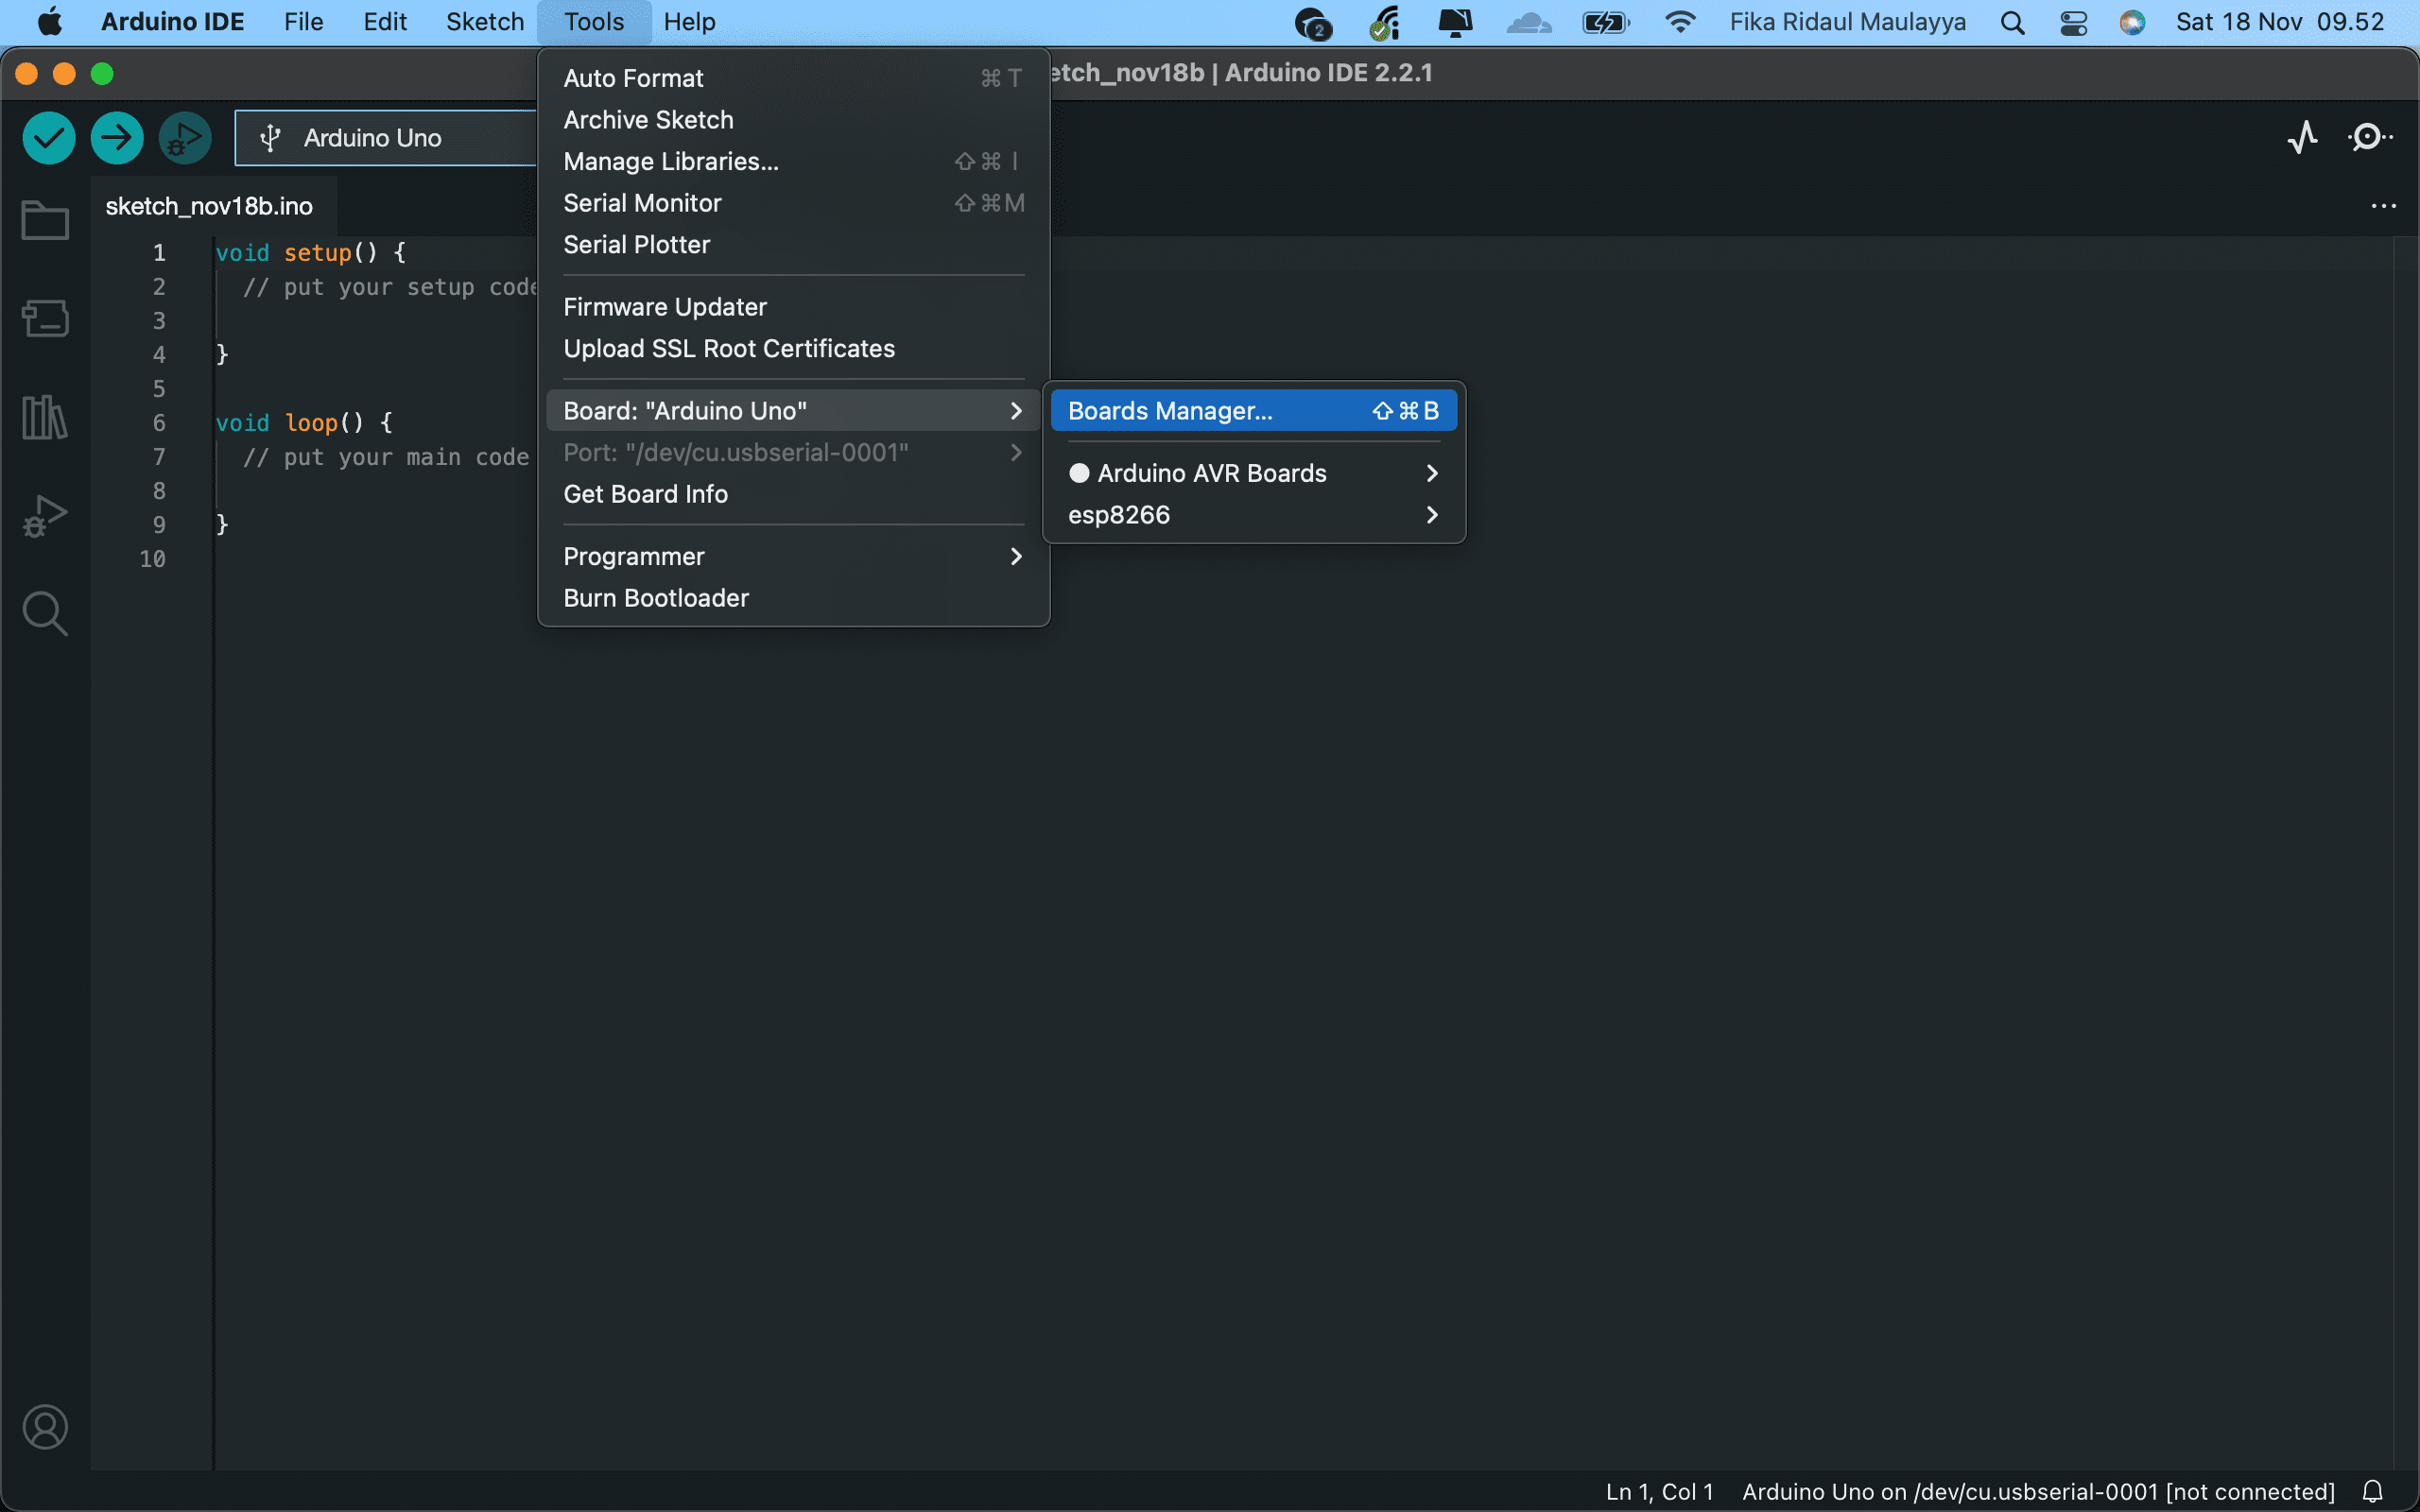 Arduino IDE File Edit Sketch Tools Help 2 Fika Ridaul Maulayya Sat 18 Nov 09.52
etch_nov18b | Arduino IDE 2.2.1
Arduino Uno
sketch_nov18b.ino
1 void setup() {
2 // put your setup code
3
4 }
5
6 void loop() {
7 // put your main code
8
9 }
10
Auto Format ⌘ T
Archive Sketch
Manage Libraries... ⇧ ⌘ I
Serial Monitor ⇧ ⌘ M
Serial Plotter
Firmware Updater
Upload SSL Root Certificates
Board: "Arduino Uno"
Port: "/dev/cu.usbserial-0001"
Get Board Info
Programmer
Burn Bootloader
Boards Manager... ⇧ ⌘ B
Arduino AVR Boards
esp8266
Ln 1, Col 1 Arduino Uno on /dev/cu.usbserial-0001 [not connected]